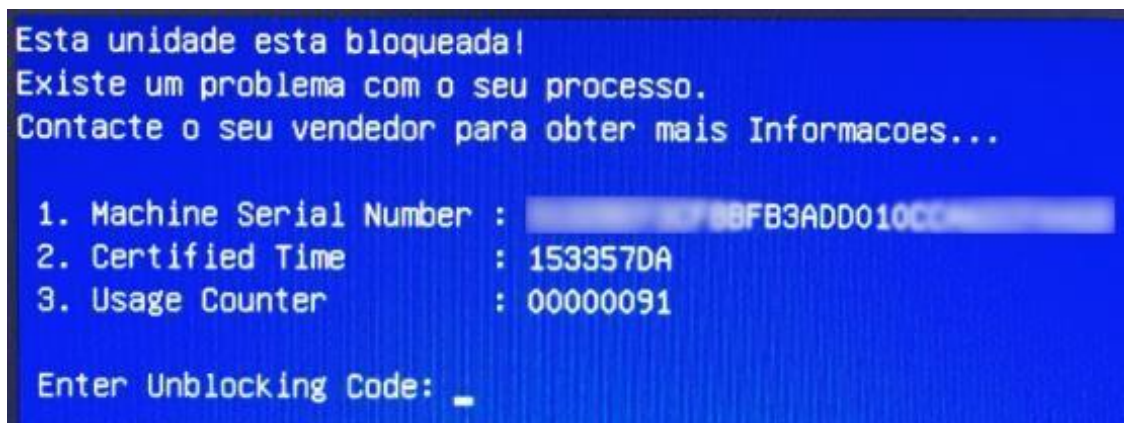 Esta unidade esta bloqueada!
Existe um problema com o seu processo.
Contacte o seu vendedor para obter mais Informacoes...
1. Machine Serial Number :
2. Certified Time : 153357DA
3. Usage Counter : 00000091
Enter Unblocking Code: _